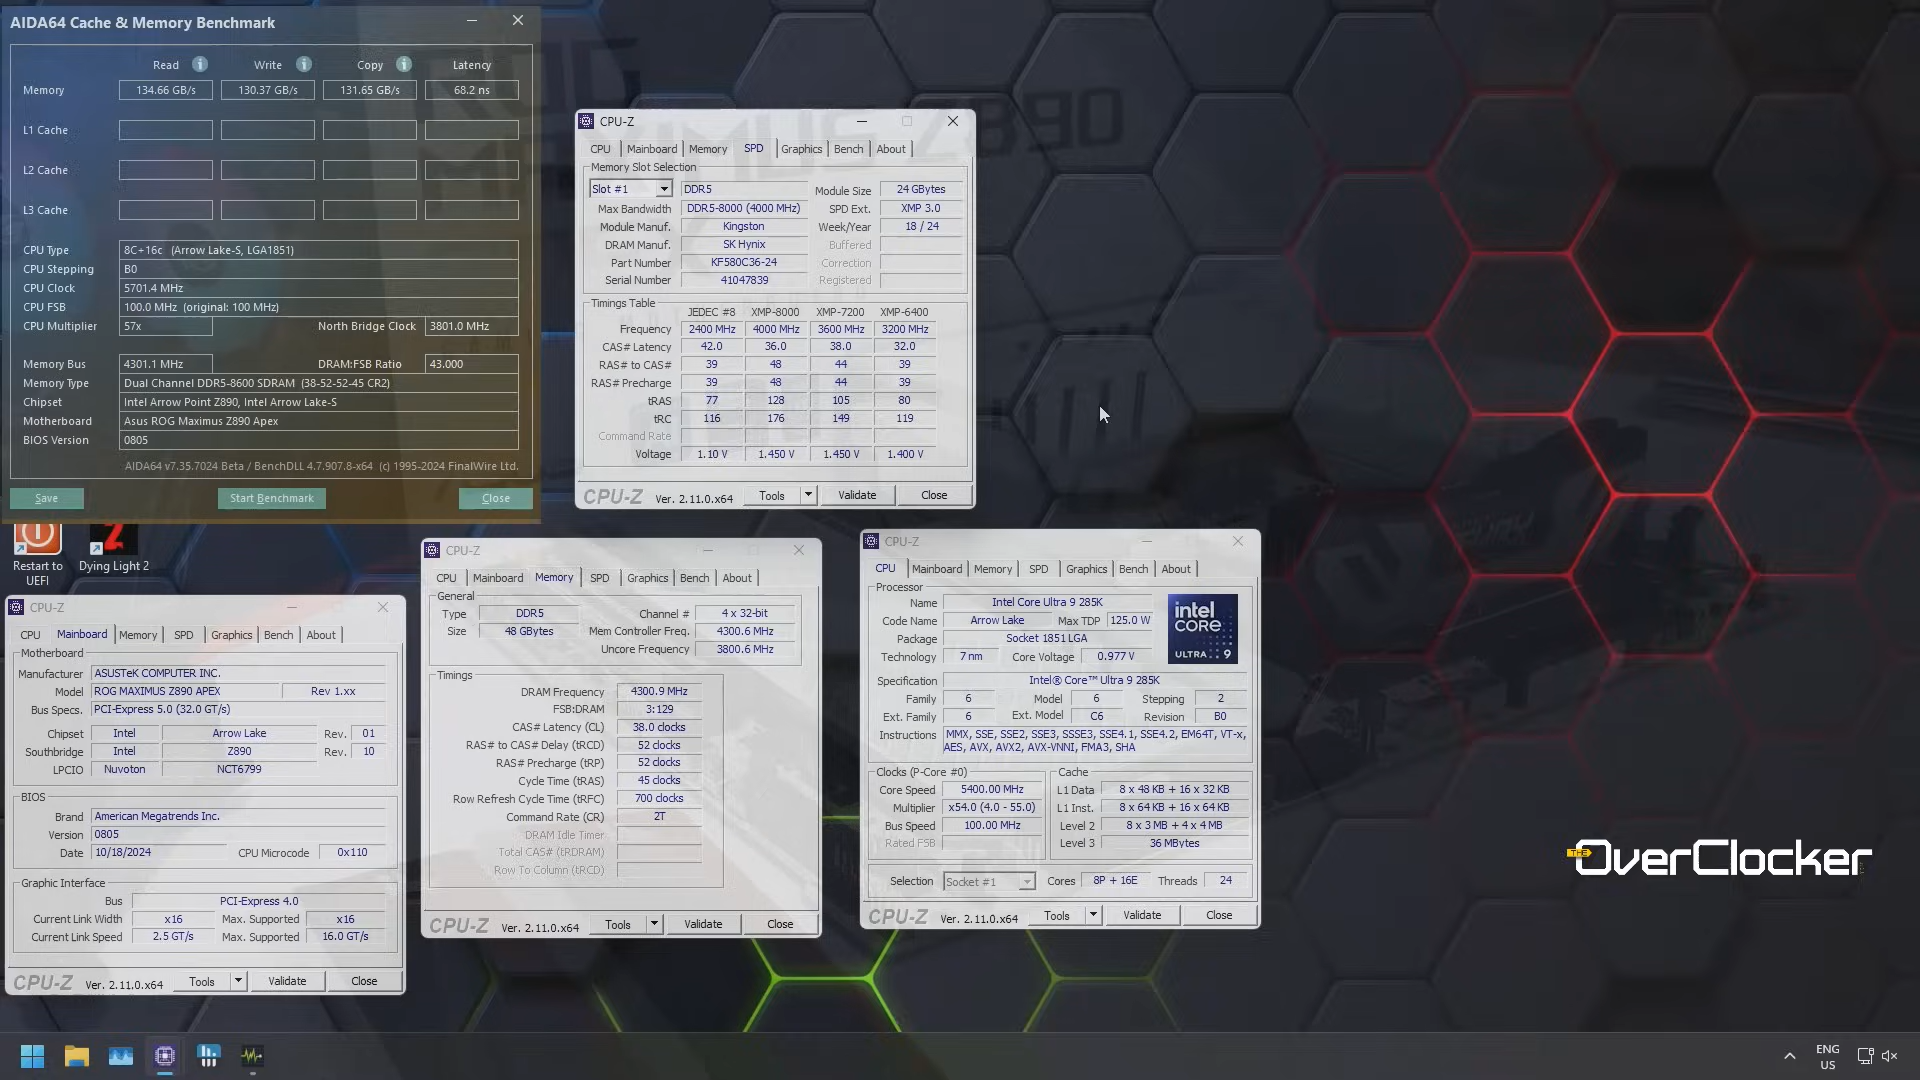 AIDA64 Cache & Memory Benchmark
Read Write Copy Latency
Memory 134.66 GB/s 130.37 GB/s 131.65 GB/s 68.2 ns
L1 Cache
L2 Cache
L3 Cache
CPU Type 8C+16c (Arrow Lake-S, LGA1851)
CPU Stepping B0
CPU Clock 5701.4 MHz
CPU FSB 100.0 MHz (original: 100 MHz)
CPU Multiplier 57x North Bridge Clock 3801.0 MHz
Memory Bus 4301.1 MHz DRAM:FSB Ratio 43.000
Memory Type Dual Channel DDR5-8600 SDRAM (38-52-52-45 CR2)
Chipset Intel Arrow Point Z890, Intel Arrow Lake-S
Motherboard Asus ROG Maximus Z890 Apex
BIOS Version 0805
AIDA64 v7.35.7024 Beta / BenchDLL 4.7.907.8-x64 (c) 1995-2024 FinalWire Ltd.
Save Start Benchmark Close
CPU-Z
CPU Mainboard Memory SPD Graphics Bench About
Memory Slot Selection
Slot #1 DDR5 Module Size 24 GBytes
Max Bandwidth DDR5-8000 (4000 MHz) SPD Ext. XMP 3.0
Module Manuf. Kingston Week/Year 18 / 24
DRAM Manuf. SK Hynix Buffered
Part Number KF580C36-24 Correction
Serial Number 41047839 Registered
Timings Table
JEDEC #8 XMP-8000 XMP-7200 XMP-6400
Frequency 2400 MHz 4000 MHz 3600 MHz 3200 MHz
CAS# Latency 42.0 36.0 38.0 32.0
RAS# to CAS# 39 48 44 39
RAS# Precharge 39 48 44 39
tRAS 77 128 105 80
tRC 116 176 149 119
Command Rate
Voltage 1.10 V 1.450 V 1.450 V 1.400 V
CPU-Z Ver. 2.11.0.x64 Tools Validate Close
Restart to
UEFI
Dying Light 2
CPU-Z
CPU Mainboard Memory SPD Graphics Bench About
Motherboard
Manufacturer ASUSTeK COMPUTER INC.
Model ROG MAXIMUS Z890 APEX Rev 1.xx
Bus Specs. PCI-Express 5.0 (32.0 GT/s)
Chipset Intel Arrow Lake Rev. 01
Southbridge Intel Z890 Rev. 10
LPCIO Nuvoton NCT6799
BIOS
Brand American Megatrends Inc.
Version 0805
Date 10/18/2024 CPU Microcode 0x110
Graphic Interface
Bus PCI-Express 4.0
Current Link Width x16 Max. Supported x16
Current Link Speed 2.5 GT/s Max. Supported 16.0 GT/s
CPU-Z Ver. 2.11.0.x64 Tools Validate Close
CPU-Z
CPU Mainboard Memory SPD Graphics Bench About
General
Type DDR5 Channel # 4 x 32-bit
Size 48 GBytes Mem Controller Freq. 4300.6 MHz
Uncore Frequency 3800.6 MHz
Timings
DRAM Frequency 4300.9 MHz
FSB:DRAM 3:129
CAS# Latency (CL) 38.0 clocks
RAS# to CAS# Delay (tRCD) 52 clocks
RAS# Precharge (tRP) 52 clocks
Cycle Time (tRAS) 45 clocks
Row Refresh Cycle Time (tRFC) 700 clocks
Command Rate (CR) 2T
DRAM Idle Timer
Total CAS# (tRDRAM)
Row To Column (tRCD)
CPU-Z Ver. 2.11.0.x64 Tools Validate Close
CPU-Z
CPU Mainboard Memory SPD Graphics Bench About
Processor
Name Intel Core Ultra 9 285K
Code Name Arrow Lake Max TDP 125.0 W
Package Socket 1851 LGA
Technology 7 nm Core Voltage 0.977 V
intel
CORE
ULTRA 9
Specification Intel® Core™ Ultra 9 285K
Family 6 Model 6 Stepping 2
Ext. Family 6 Ext. Model C6 Revision B0
Instructions MMX, SSE, SSE2, SSE3, SSSE3, SSE4.1, SSE4.2, EM64T, VT-x,
AES, AVX, AVX2, AVX-VNNI, FMA3, SHA
Clocks (P-Core #0) Cache
Core Speed 5400.00 MHz L1 Data 8 x 48 KB + 16 x 32 KB
Multiplier x54.0 (4.0 - 55.0) L1 Inst. 8 x 64 KB + 16 x 64 KB
Bus Speed 100.00 MHz Level 2 8 x 3 MB + 4 x 4 MB
Rated FSB Level 3 36 MBytes
Selection Socket #1 Cores 8P + 16E Threads 24
CPU-Z Ver. 2.11.0.x64 Tools Validate Close
THE OverClocker
ENG
US